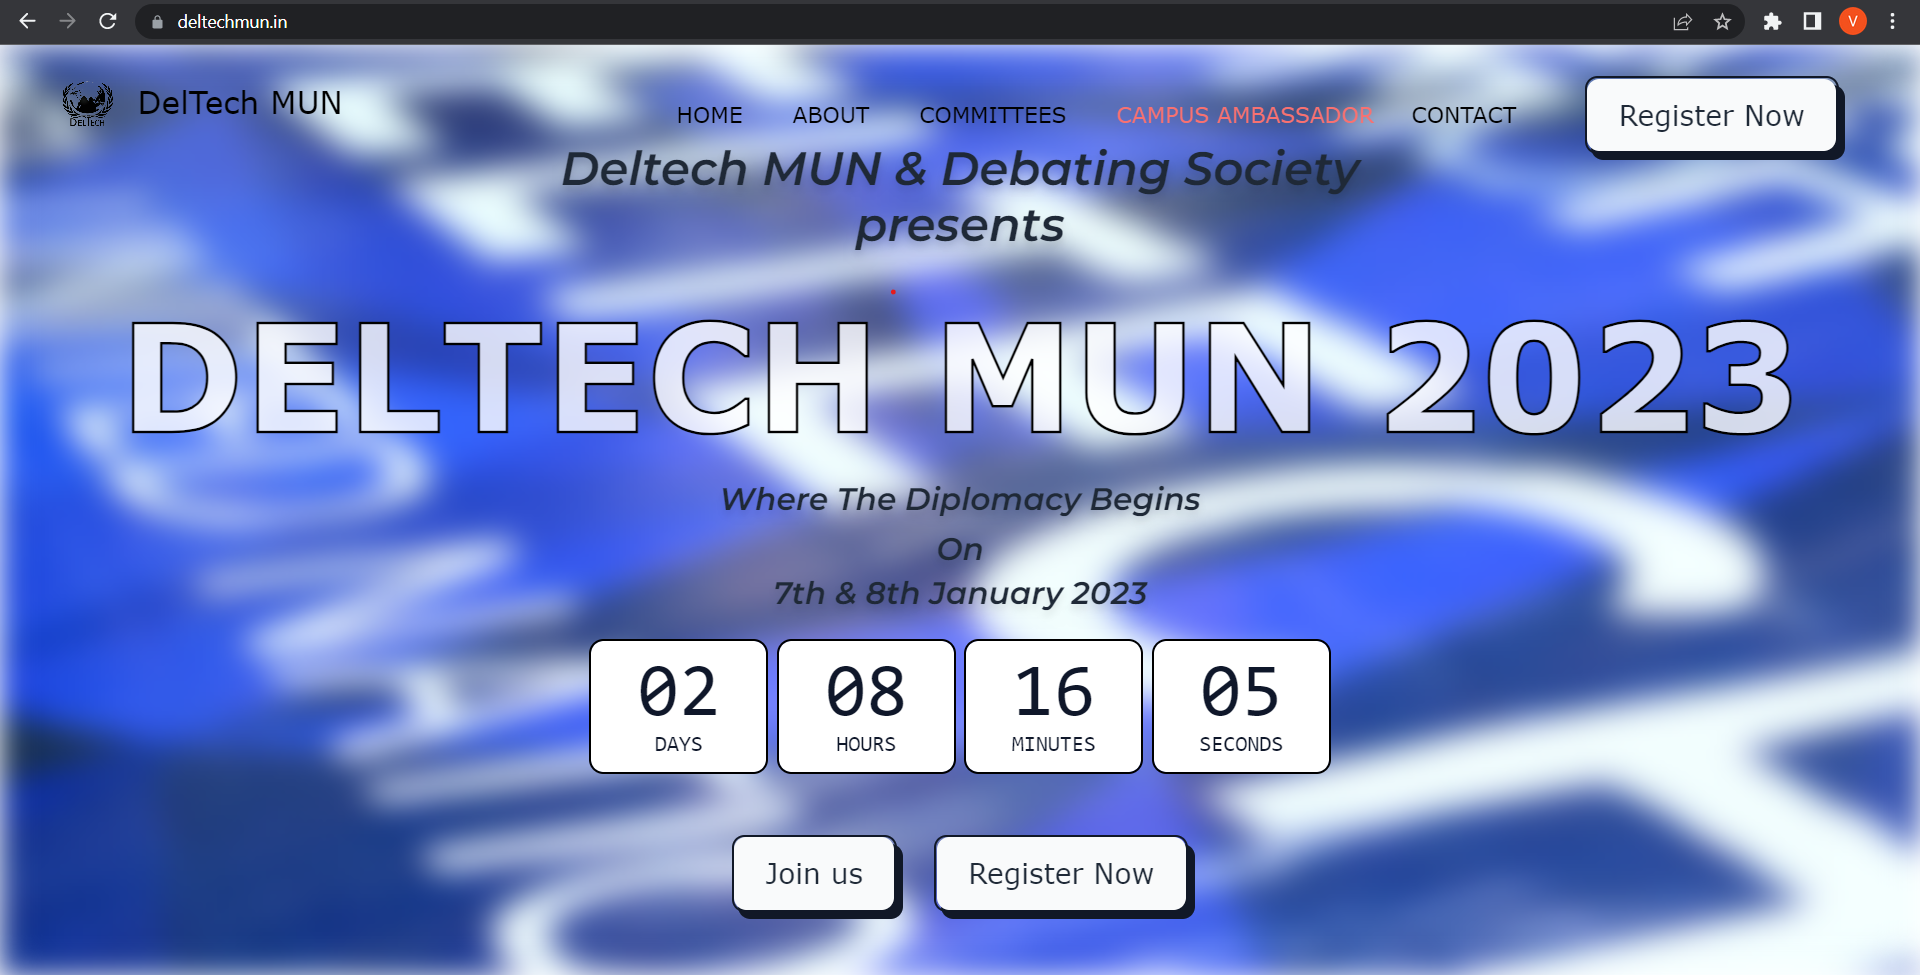 deltechmun.in
V
DELTECH
DelTech MUN
HOME ABOUT COMMITTEES CAMPUS AMBASSADOR CONTACT
Register Now
Deltech MUN & Debating Society
presents
DELTECH MUN 2023
Where The Diplomacy Begins
On
7th & 8th January 2023
02 08 16 05
DAYS HOURS MINUTES SECONDS
Join us Register Now